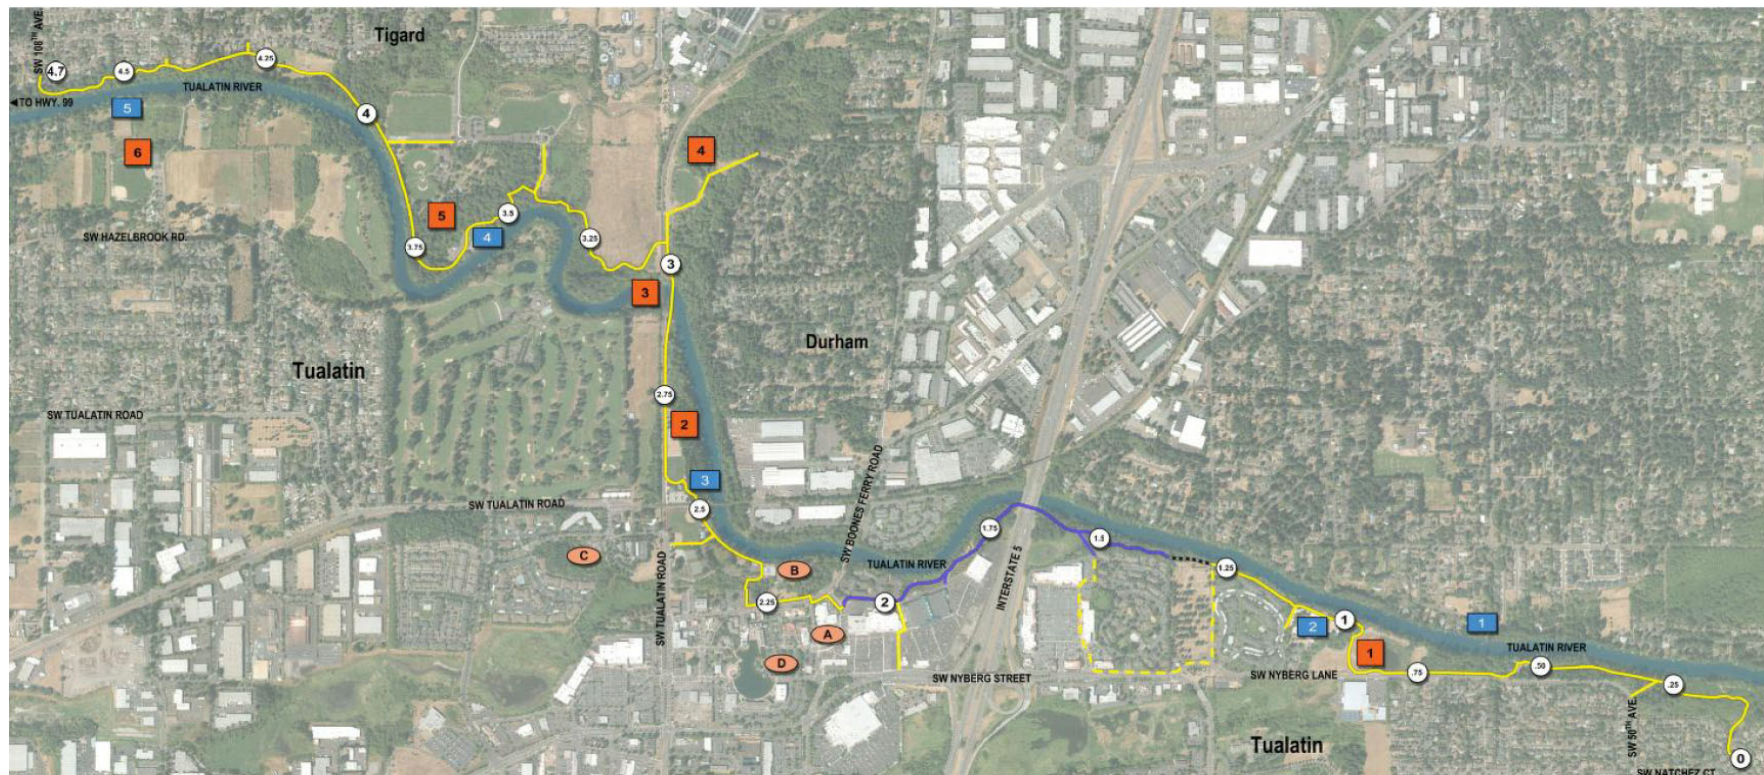 SW 108TH AVE.
Tigard
4.7
4.5
4.25
TUALATIN RIVER
◄TO HWY. 99
5
4
6
4
5
3.5
4
SW HAZELBROOK RD.
3.75
3.25
3
3
Durham
Tualatin
2.75
SW TUALATIN ROAD
2
3
SW BOONES FERRY ROAD
SW TUALATIN ROAD
2.5
1.75
1.5
C
B
TUALATIN RIVER
INTERSTATE 5
1.25
SW TUALATIN ROAD
2.25
2
A
2
1
1
D
1
TUALATIN RIVER
SW NYBERG STREET
SW NYBERG LANE
.75
.50
.25
SW 50TH AVE.
Tualatin
0
SW NATCHEZ CT.